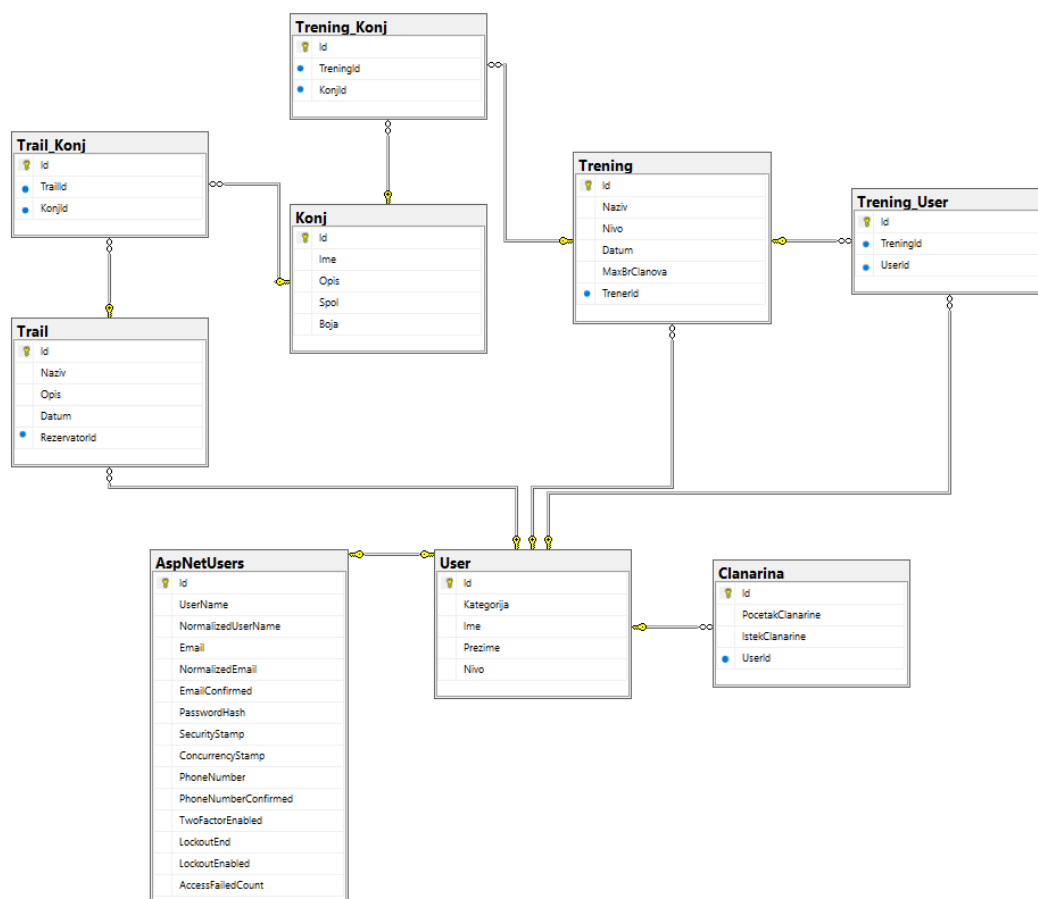 Trening_Konj
Id
TreningId
KonjId
Trail_Konj
Id
TrailId
KonjId
Konj
Id
Ime
Opis
Spol
Boja
Trening
Id
Naziv
Nivo
Datum
MaxBrClanova
TrenerId
Trening_User
Id
TreningId
UserId
Trail
Id
Naziv
Opis
Datum
RezervatorId
AspNetUsers
Id
UserName
NormalizedUserName
Email
NormalizedEmail
EmailConfirmed
PasswordHash
SecurityStamp
ConcurrencyStamp
PhoneNumber
PhoneNumberConfirmed
TwoFactorEnabled
LockoutEnd
LockoutEnabled
AccessFailedCount
User
Id
Kategorija
Ime
Prezime
Nivo
Clanarina
Id
PocetakClanarine
IstekClanarine
UserId